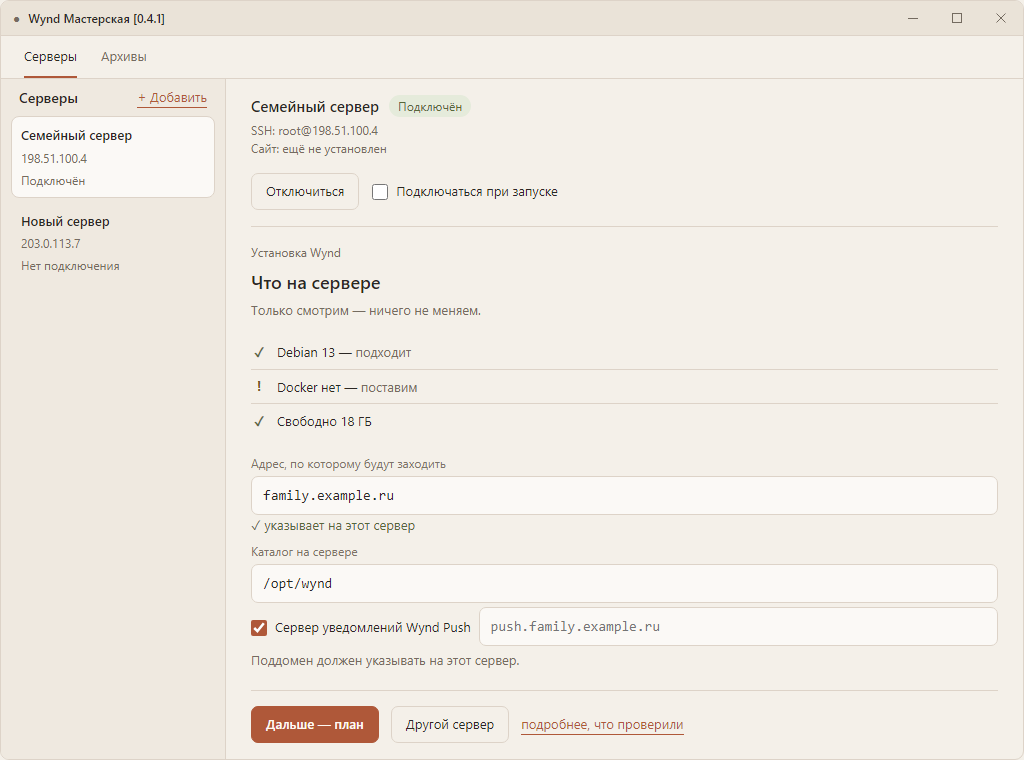 Wynd Мастерская [0.4.1]
Серверы
Архивы
Серверы
+ Добавить
Семейный сервер
198.51.100.4
Подключён
Новый сервер
203.0.113.7
Нет подключения
Семейный сервер
Подключён
SSH: root@198.51.100.4
Сайт: ещё не установлен
Отключиться
Подключаться при запуске
Установка Wynd
Что на сервере
Только смотрим — ничего не меняем.
✓ Debian 13 — подходит
! Docker нет — поставим
✓ Свободно 18 ГБ
Адрес, по которому будут заходить
family.example.ru
✓ указывает на этот сервер
Каталог на сервере
/opt/wynd
Сервер уведомлений Wynd Push
push.family.example.ru
Поддомен должен указывать на этот сервер.
Дальше — план
Другой сервер
подробнее, что проверили